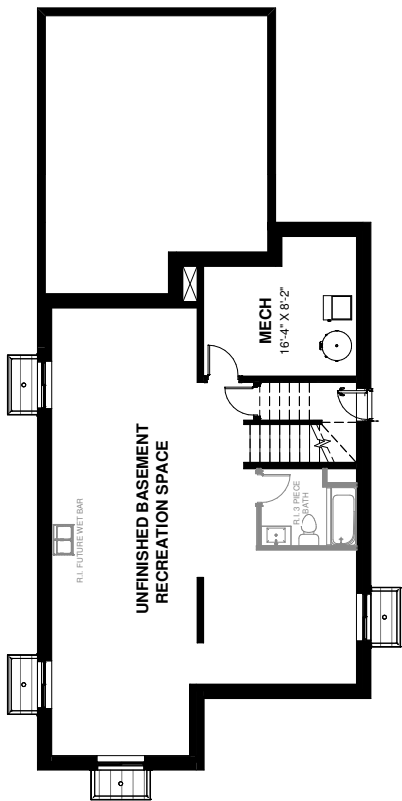 MECH
16'-4" X 8'-2"
UNFINISHED BASEMENT
RECREATION SPACE
R.I. FUTURE WET BAR
R.I.3 PIECE
BATH